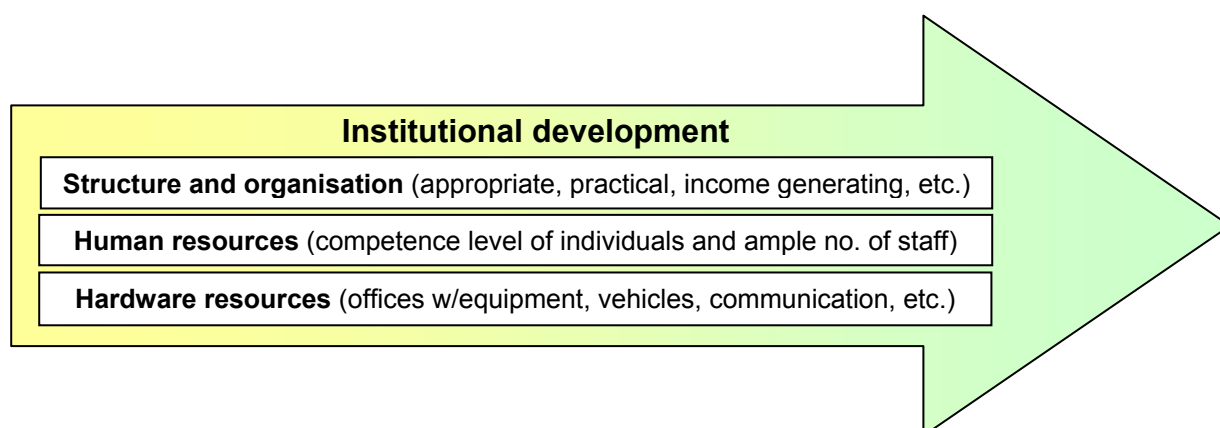 Institutional development
Structure and organisation (appropriate, practical, income generating, etc.)
Human resources (competence level of individuals and ample no. of staff)
Hardware resources (offices w/equipment, vehicles, communication, etc.)